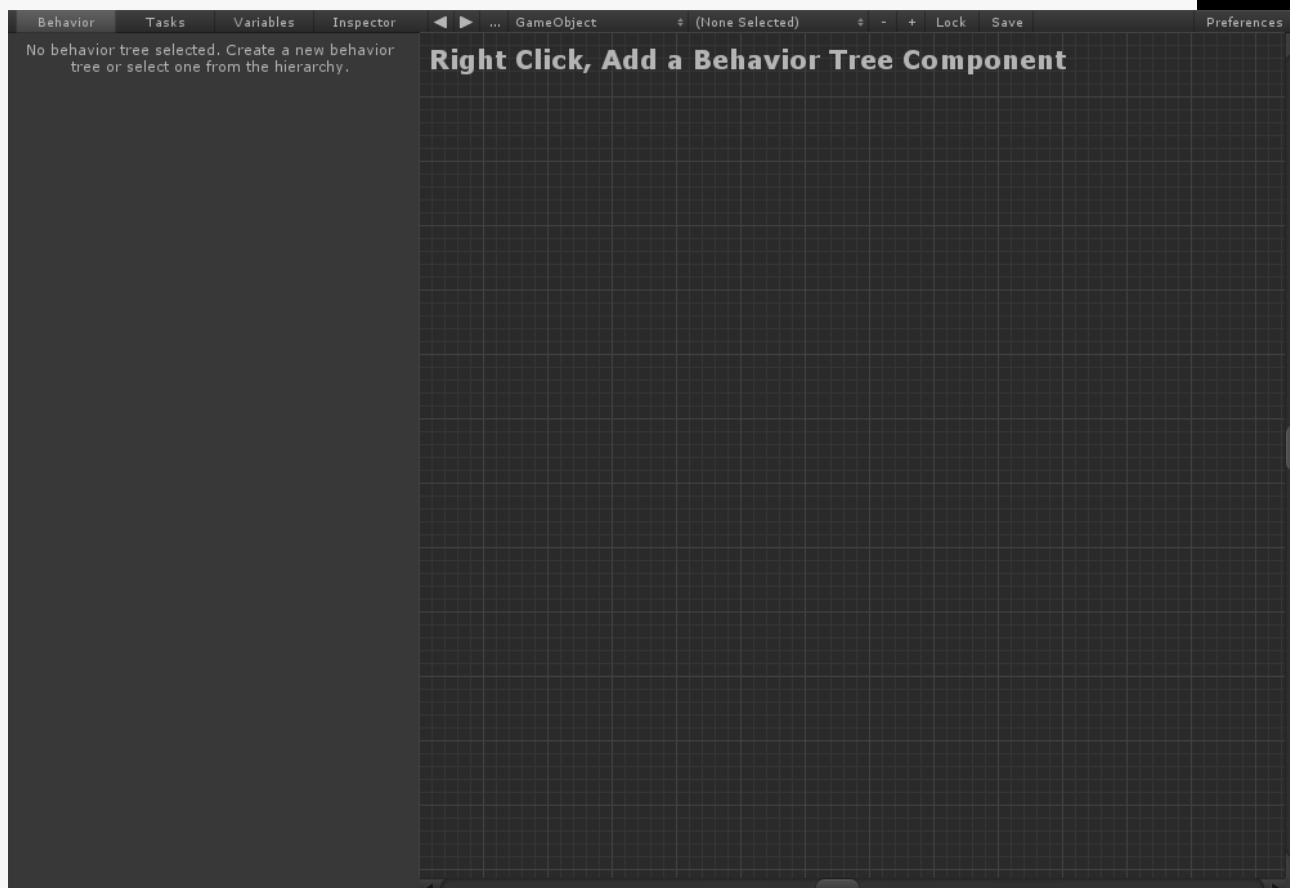 Behavior Tasks Variables Inspector ◀ ▶ ... GameObject (None Selected) - + Lock Save Preferences
No behavior tree selected. Create a new behavior
tree or select one from the hierarchy.
Right Click, Add a Behavior Tree Component